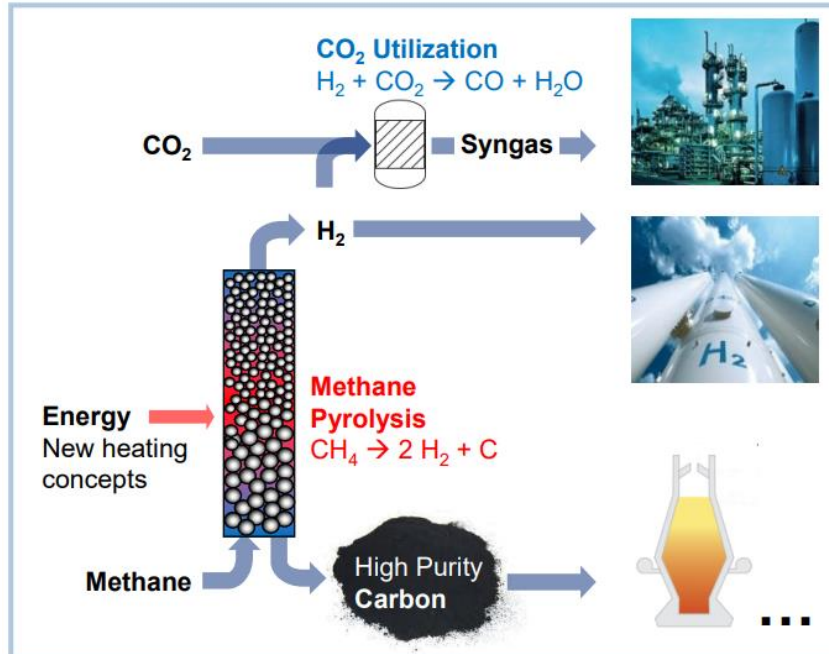 CO₂ Utilization
H₂ + CO₂ → CO + H₂O
CO₂
Syngas
H₂
H₂
Methane
Pyrolysis
CH₄ → 2 H₂ + C
Energy
New heating
concepts
Methane
High Purity
Carbon
...